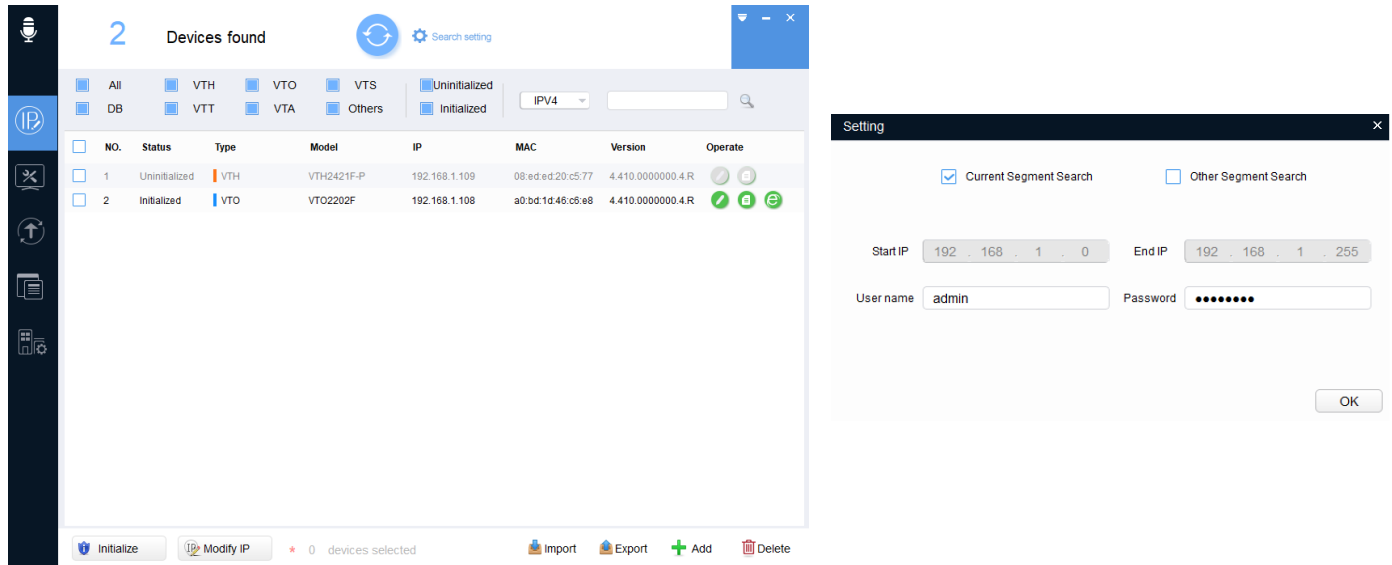 2 Devices found Search setting
All VTH VTO VTS Uninitialized
IPV4
DB VTT VTA Others Initialized
NO. Status Type Model IP MAC Version Operate
1 Uninitialized VTH VTH2421F-P 192.168.1.109 08:ed:ed:20:c5:77 4.410.0000000.4.R
2 Initialized VTO VTO2202F 192.168.1.108 a0:bd:1d:46:c6:e8 4.410.0000000.4.R
Initialize Modify IP * 0 devices selected Import Export Add Delete
Setting
Current Segment Search Other Segment Search
Start IP 192 . 168 . 1 . 0 End IP 192 . 168 . 1 . 255
User name admin Password ●●●●●●●●
OK